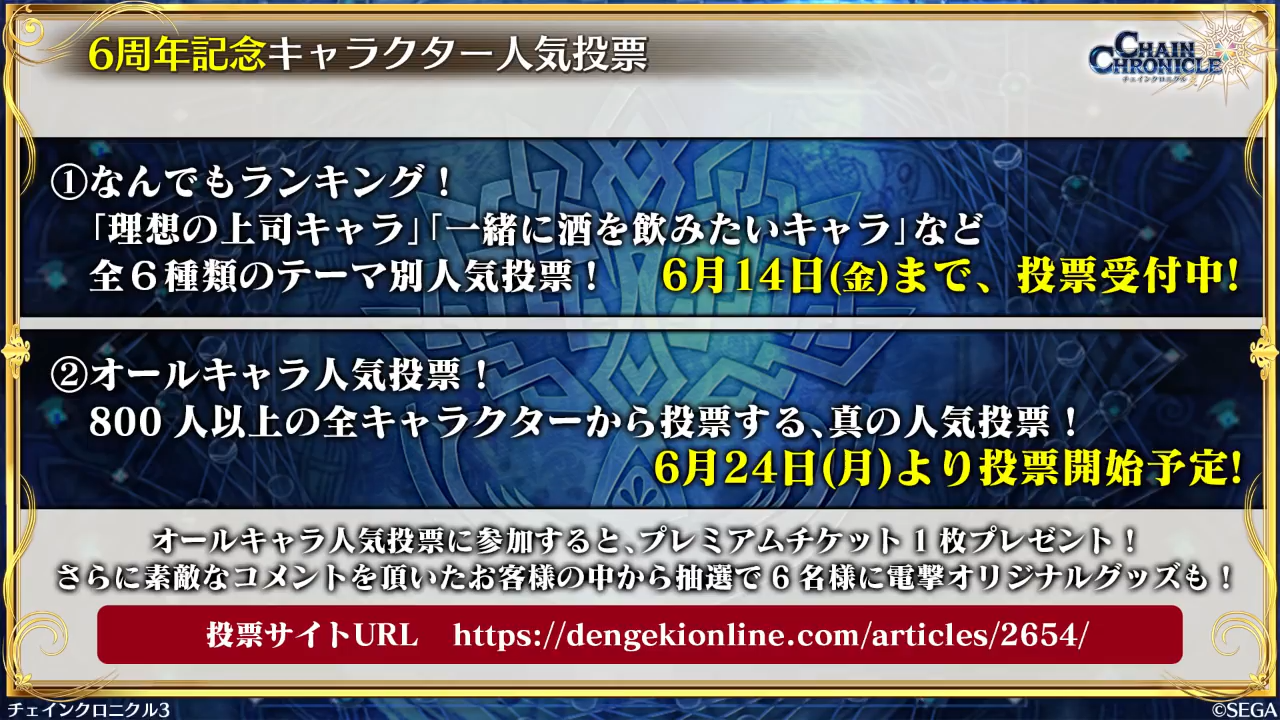 6周年記念キャラクター人気投票
CHAIN
CHRONICLE
チェインクロニクル
①なんでもランキング！
「理想の上司キャラ」「一緒に酒を飲みたいキャラ」など
全６種類のテーマ別人気投票！ 6月14日(金)まで、投票受付中!
②オールキャラ人気投票！
800 人以上の全キャラクターから投票する、真の人気投票！
6月24日(月)より投票開始予定!
オールキャラ人気投票に参加すると、プレミアムチケット 1 枚プレゼント！
さらに素敵なコメントを頂いたお客様の中から抽選で 6 名様に電撃オリジナルグッズも！
投票サイトURL https://dengekionline.com/articles/2654/
チェインクロニクル3
©SEGA